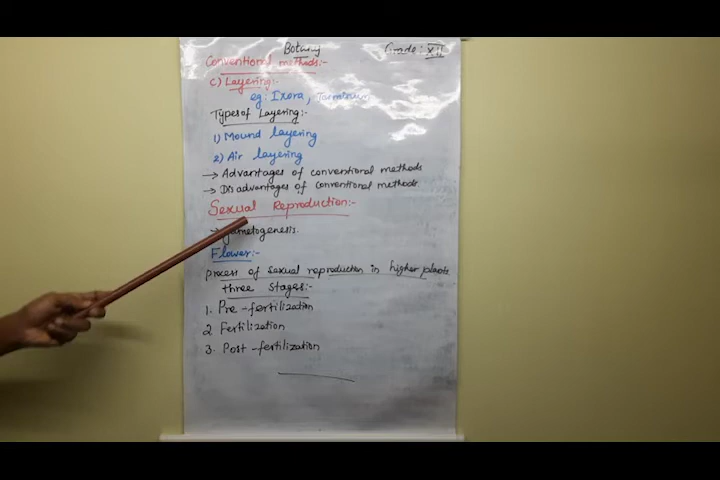 Botany Grade: XII
Conventional methods:-
c) Layering:-
eg: Ixora, Jasminum
Types of Layering:-
1) Mound layering
2) Air layering
→ Advantages of conventional methods
→ Disadvantages of conventional methods
Sexual Reproduction:-
→ gametogenesis.
Flower:-
process of sexual reproduction in higher plants
three stages:-
1. Pre-fertilization
2. Fertilization
3. Post-fertilization